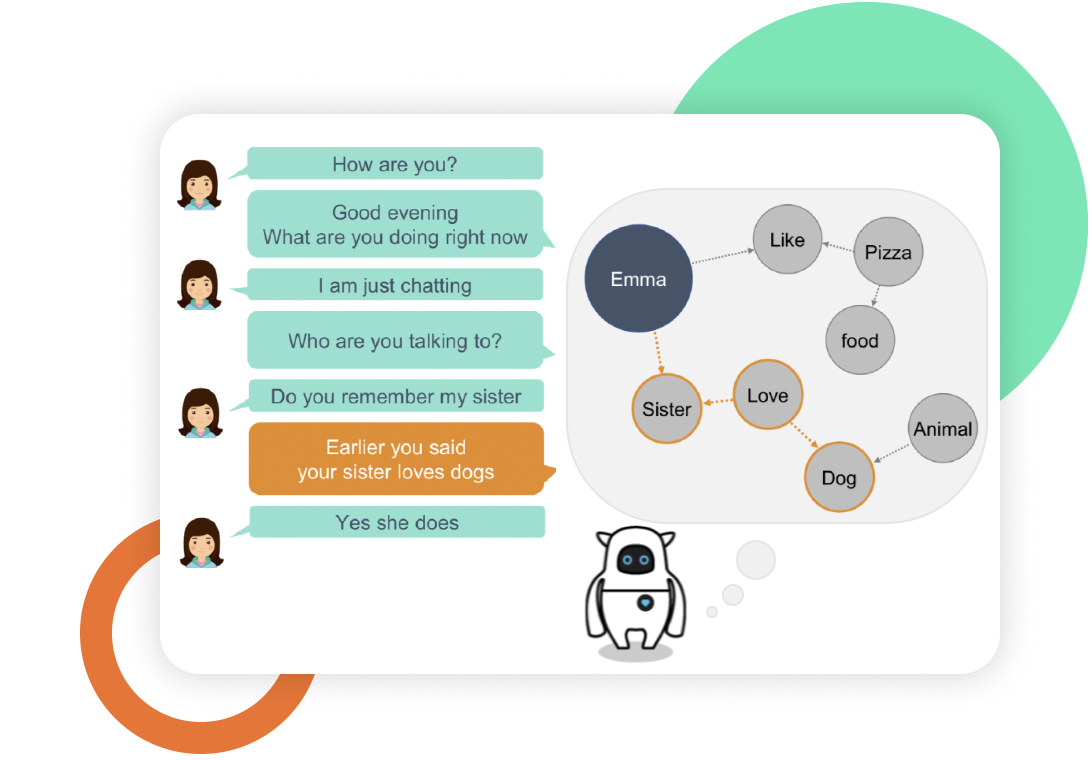 How are you?
Good evening
What are you doing right now
I am just chatting
Who are you talking to?
Do you remember my sister
Earlier you said
your sister loves dogs
Yes she does
Emma
Like
Pizza
food
Sister
Love
Animal
Dog